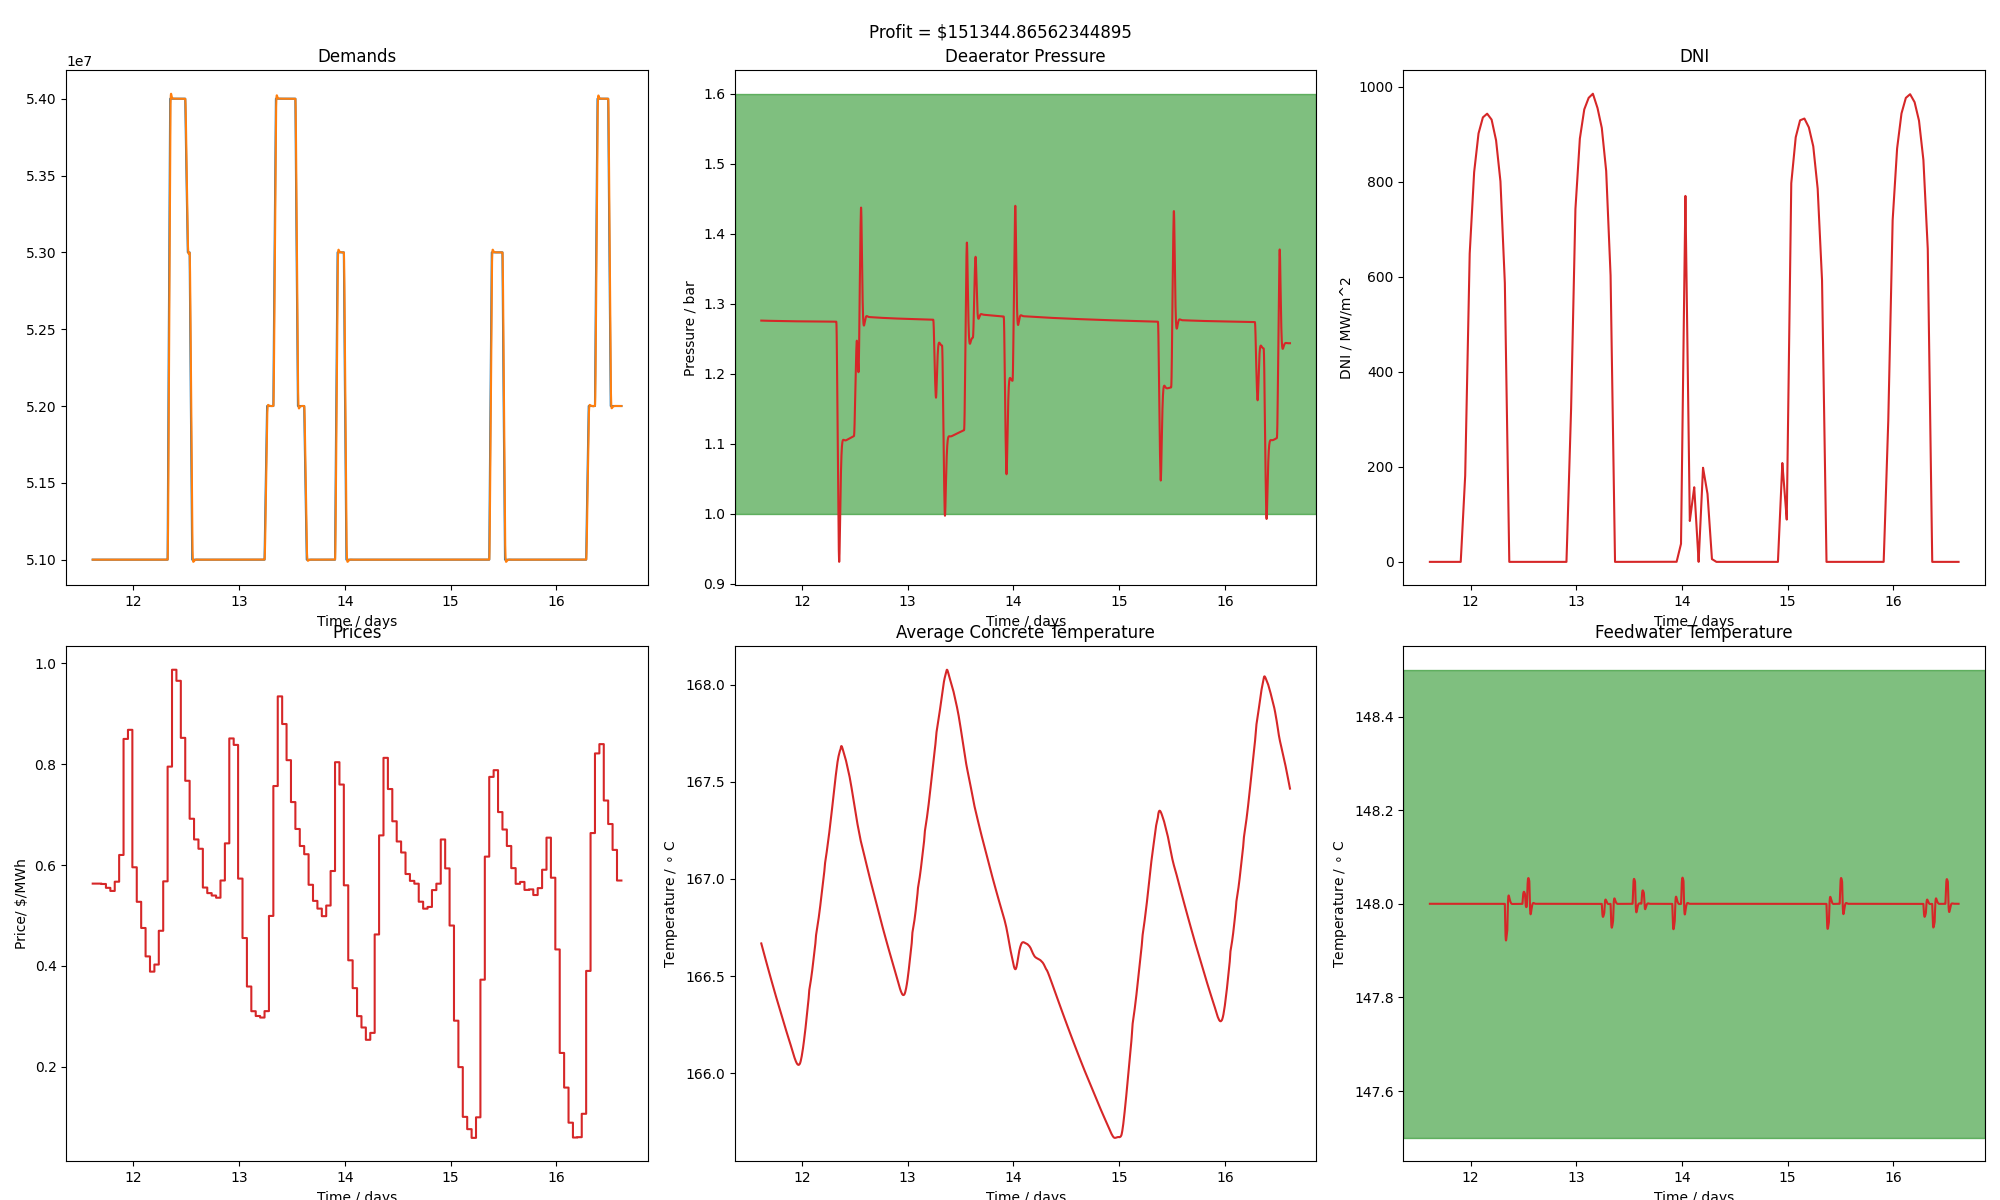 Profit = $151344.86562344895
Demands
1e7
5.40
5.35
5.30
5.25
5.20
5.15
5.10
12 13 14 15 16
Time / days
Deaerator Pressure
Pressure / bar
1.6
1.5
1.4
1.3
1.2
1.1
1.0
0.9
12 13 14 15 16
Time / days
DNI
DNI / MW/m^2
1000
800
600
400
200
0
12 13 14 15 16
Time / days
Prices
Price/ $/MWh
1.0
0.8
0.6
0.4
0.2
12 13 14 15 16
Time / days
Average Concrete Temperature
Temperature / ∘ C
168.0
167.5
167.0
166.5
166.0
12 13 14 15 16
Time / days
Feedwater Temperature
Temperature / ∘ C
148.4
148.2
148.0
147.8
147.6
12 13 14 15 16
Time / days